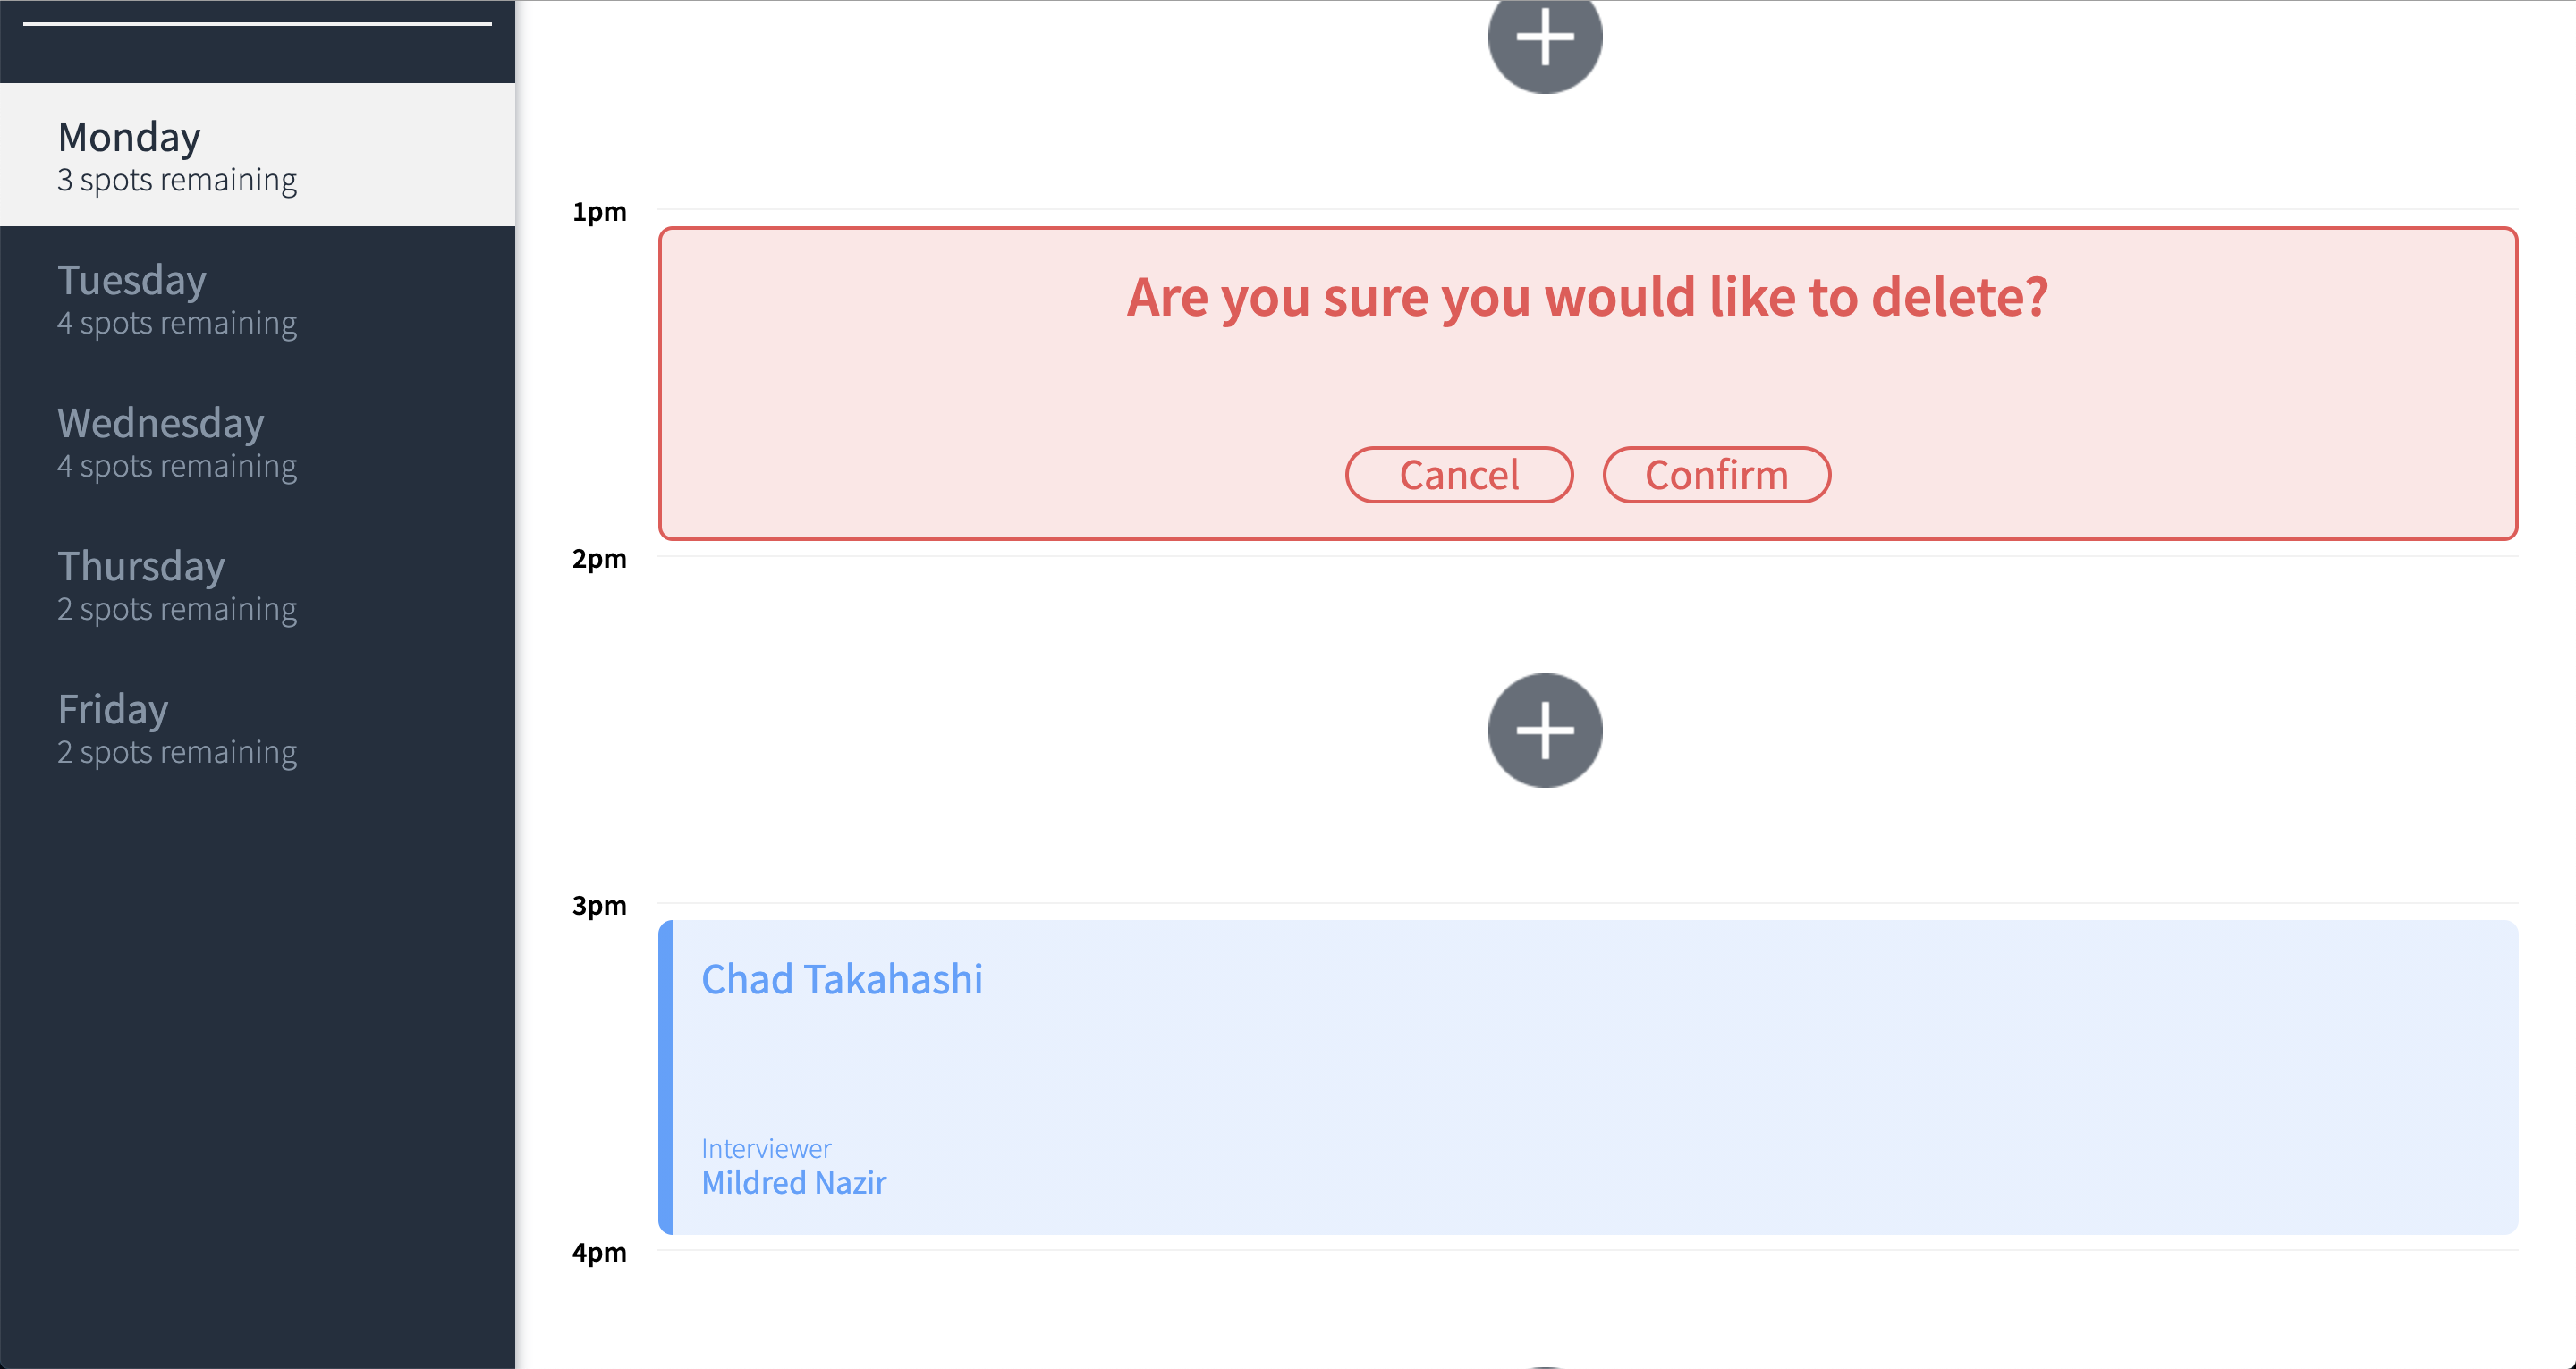 Monday
3 spots remaining
Tuesday
4 spots remaining
Wednesday
4 spots remaining
Thursday
2 spots remaining
Friday
2 spots remaining
1pm
Are you sure you would like to delete?
Cancel Confirm
2pm
3pm
Chad Takahashi
Interviewer
Mildred Nazir
4pm